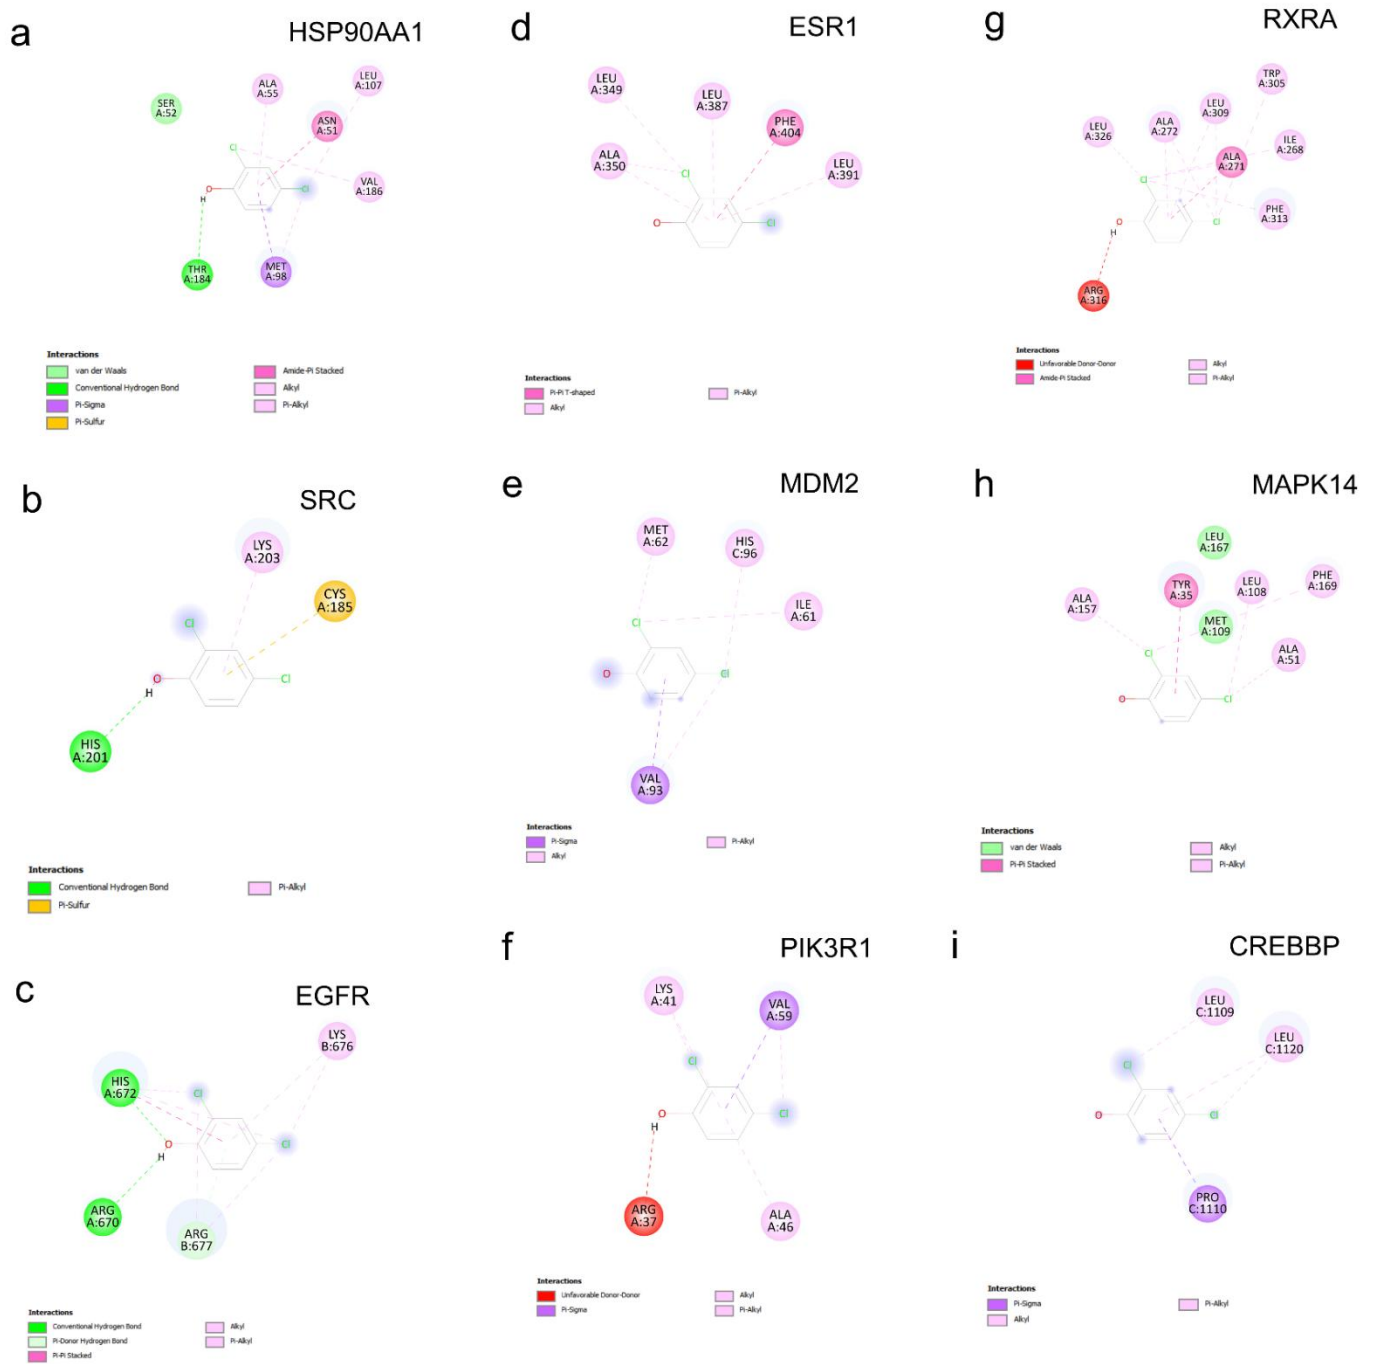 a
HSP90AA1
SER
A:52
ALA
A:55
LEU
A:107
ASN
A:51
Cl
VAL
A:186
O
H
Cl
THR
A:184
MET
A:98
Interactions
van der Waals
Conventional Hydrogen Bond
Pi-Sigma
Pi-Sulfur
Amide-Pi Stacked
Alkyl
Pi-Alkyl
b
SRC
LYS
A:203
CYS
A:185
Cl
O
H
Cl
HIS
A:201
Interactions
Conventional Hydrogen Bond
Pi-Sulfur
Pi-Alkyl
c
EGFR
LYS
B:676
HIS
A:672
Cl
O
H
Cl
ARG
A:670
ARG
B:677
Interactions
Conventional Hydrogen Bond
Pi-Donor Hydrogen Bond
Pi-Pi Stacked
Alkyl
Pi-Alkyl
d
ESR1
LEU
A:349
LEU
A:387
PHE
A:404
ALA
A:350
LEU
A:391
Cl
O
Cl
Interactions
Pi-Pi T-shaped
Alkyl
Pi-Alkyl
e
MDM2
MET
A:62
HIS
C:96
ILE
A:61
Cl
O
Cl
VAL
A:93
Interactions
Pi-Sigma
Alkyl
Pi-Alkyl
f
PIK3R1
LYS
A:41
VAL
A:59
Cl
O
H
Cl
ARG
A:37
ALA
A:46
Interactions
Unfavorable Donor-Donor
Pi-Sigma
Alkyl
Pi-Alkyl
g
RXRA
TRP
A:305
LEU
A:309
ALA
A:272
LEU
A:326
ILE
A:268
ALA
A:271
Cl
PHE
A:313
O
H
Cl
ARG
A:316
Interactions
Unfavorable Donor-Donor
Amide-Pi Stacked
Alkyl
Pi-Alkyl
h
MAPK14
LEU
A:167
TYR
A:35
LEU
A:108
PHE
A:169
ALA
A:157
MET
A:109
ALA
A:51
Cl
O
Cl
Interactions
van der Waals
Pi-Pi Stacked
Alkyl
Pi-Alkyl
i
CREBBP
LEU
C:1109
LEU
C:1120
Cl
O
Cl
PRO
C:1110
Interactions
Pi-Sigma
Alkyl
Pi-Alkyl